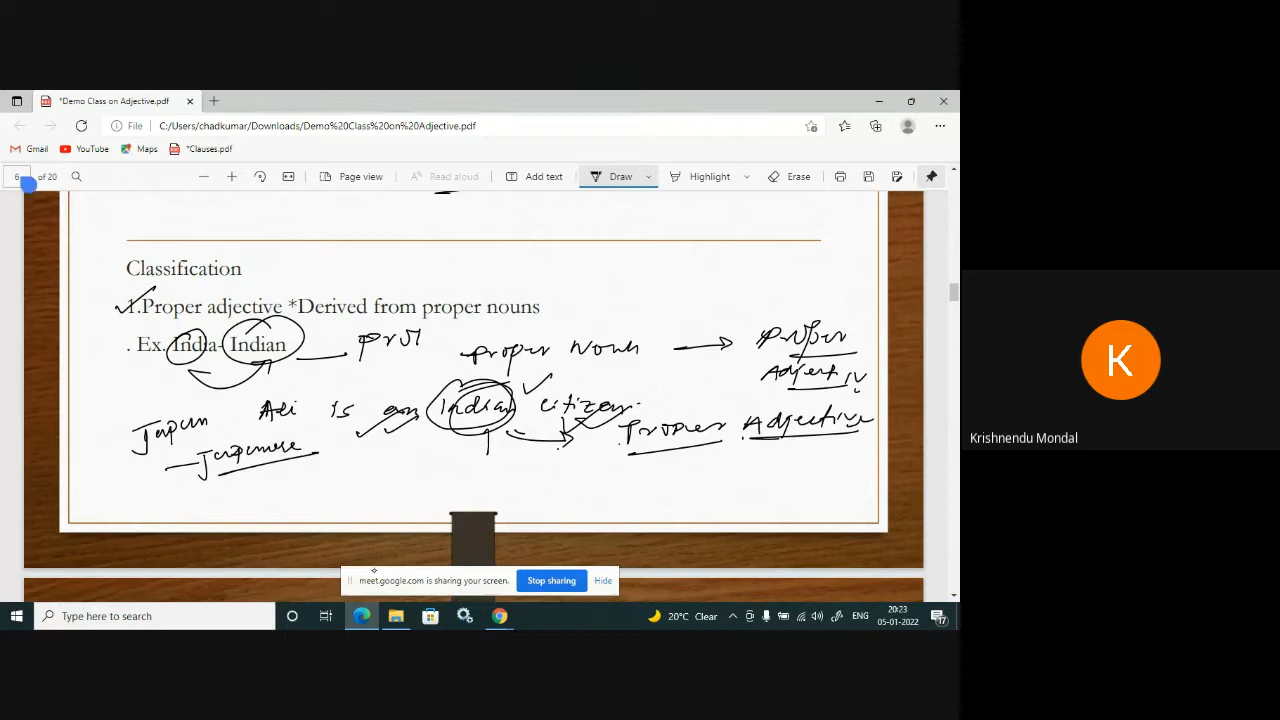 *Demo Class on Adjective.pdf
File C:/Users/chadkumar/Downloads/Demo%20Class%20on%20Adjective.pdf
Gmail YouTube Maps *Clauses.pdf
6 of 20 Page view Read aloud Add text Draw Highlight Erase
Classification
1.Proper adjective *Derived from proper nouns
. Ex. India- Indian
Proper Noun Proper
Adjectiv
Japan is an Indian citizen.
Japanese
Proper Adjective
K
Krishnendu Mondal
meet.google.com is sharing your screen. Stop sharing Hide
Type here to search 20°C Clear ENG 20:23
05-01-2022 17